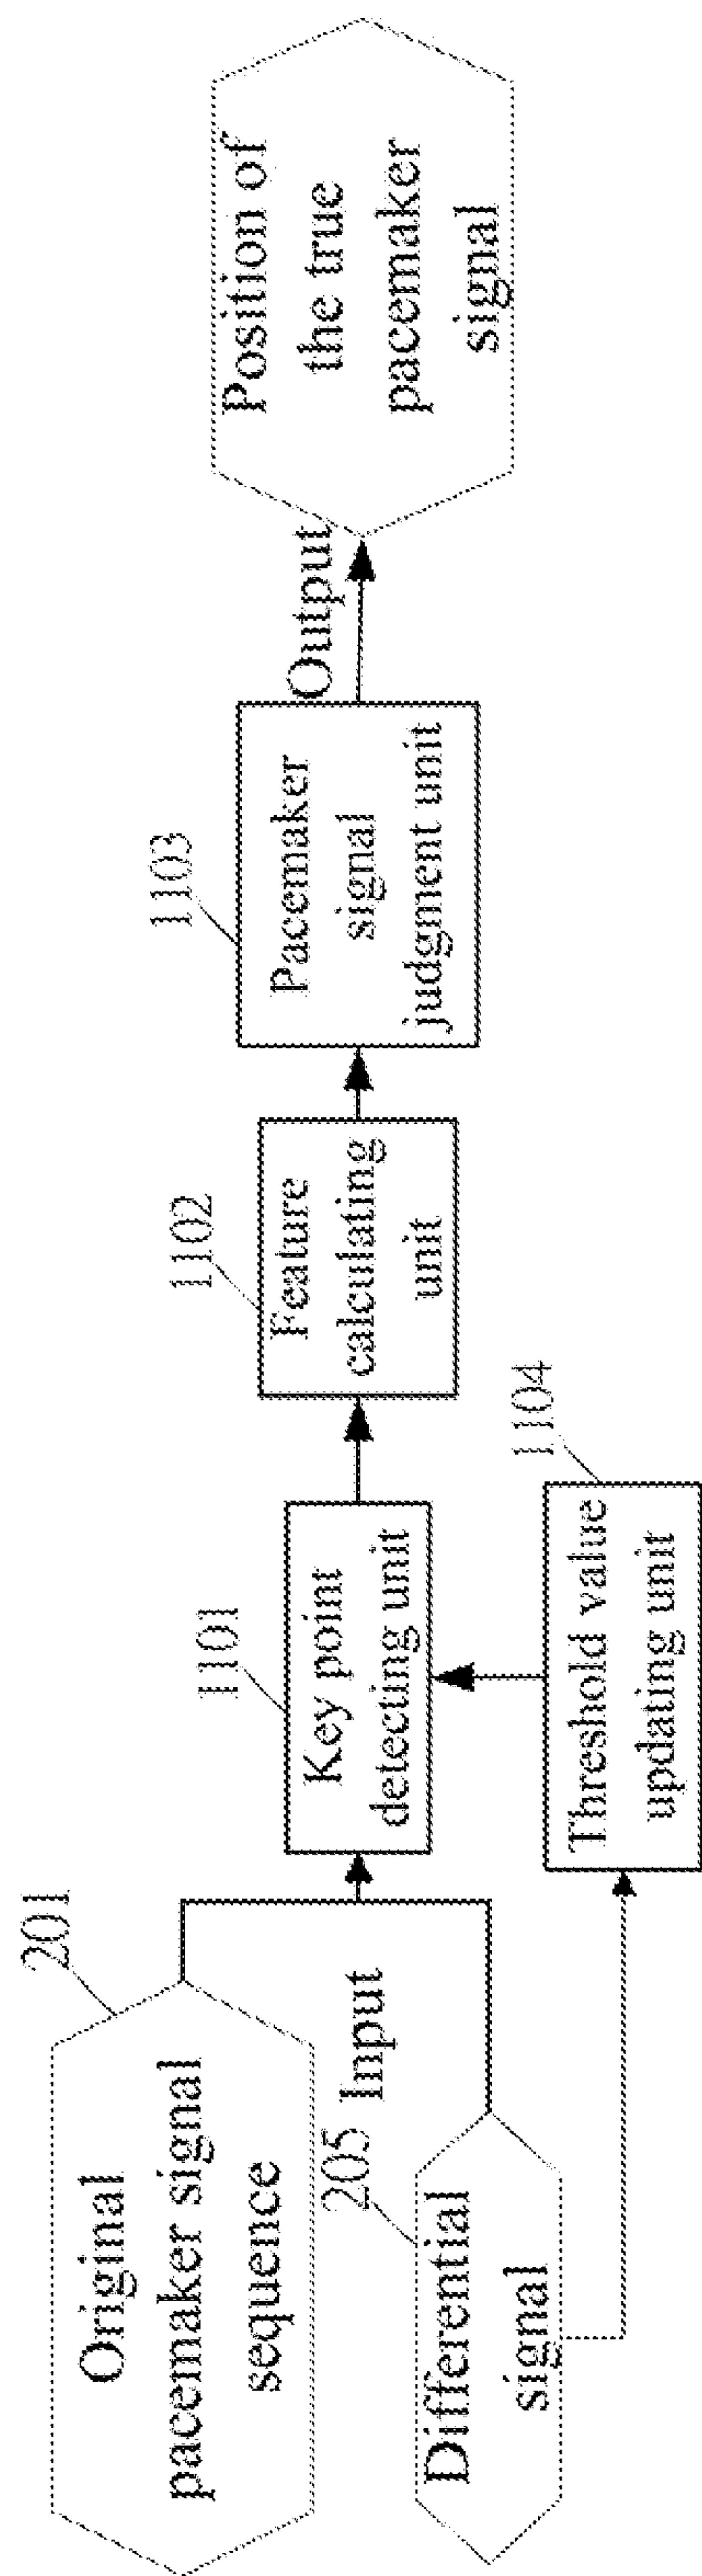 201
Original
pacemaker signal
sequence
205
Differential
signal
Input
1101
Key point
detecting unit
1104
Threshold value
updating unit
1102
Feature
calculating
unit
1103
Pacemaker
signal
judgment unit
Output
Position of
the true
pacemaker
signal